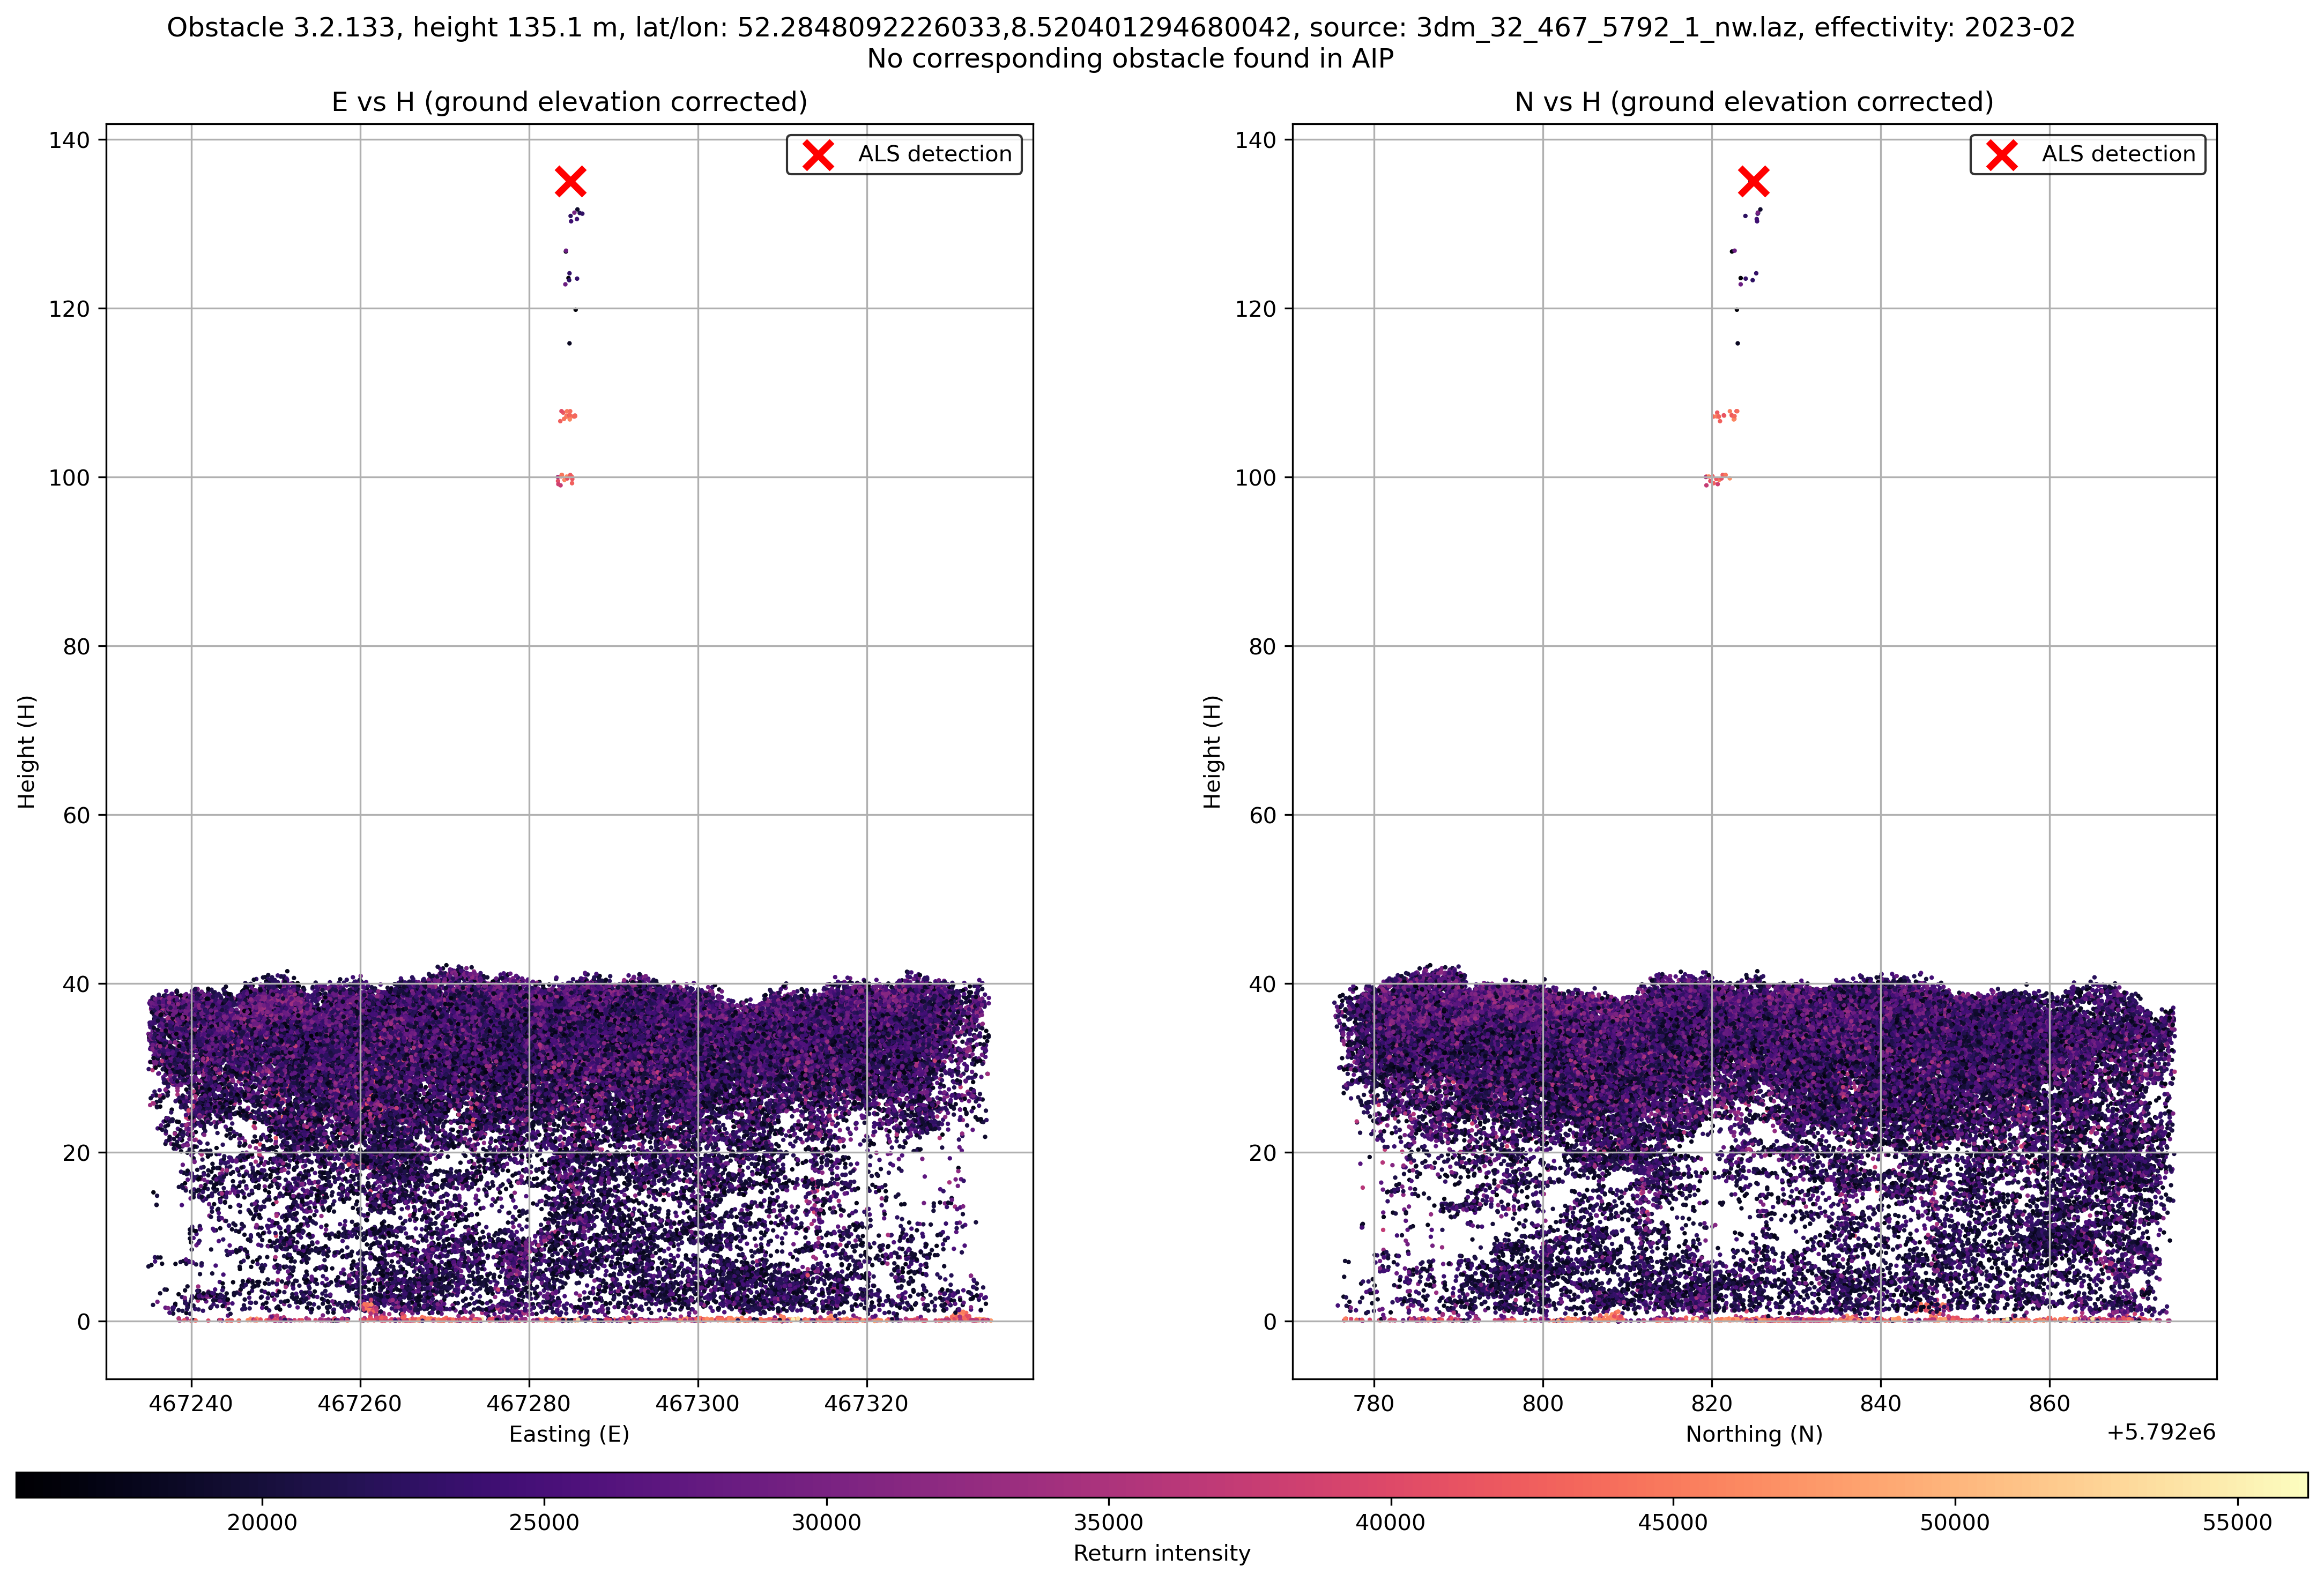 Obstacle 3.2.133, height 135.1 m, lat/lon: 52.2848092226033,8.520401294680042, source: 3dm_32_467_5792_1_nw.laz, effectivity: 2023-02
No corresponding obstacle found in AIP
E vs H (ground elevation corrected)
ALS detection
140
120
100
80
60
40
20
0
Height (H)
467240
467260
467280
467300
467320
Easting (E)
N vs H (ground elevation corrected)
ALS detection
140
120
100
80
60
40
20
0
Height (H)
780
800
820
840
860
+5.792e6
Northing (N)
20000
25000
30000
35000
40000
45000
50000
55000
Return intensity